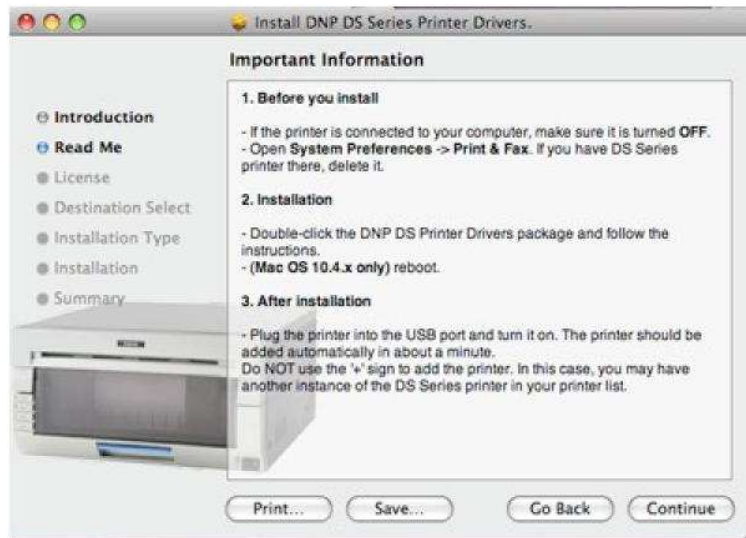 Install DNP DS Series Printer Drivers.
Important Information
Introduction
Read Me
License
Destination Select
Installation Type
Installation
Summary
1. Before you install
- If the printer is connected to your computer, make sure it is turned OFF.
- Open System Preferences -> Print & Fax. If you have DS Series
printer there, delete it.
2. Installation
- Double-click the DNP DS Printer Drivers package and follow the
instructions.
- (Mac OS 10.4.x only) reboot.
3. After installation
- Plug the printer into the USB port and turn it on. The printer should be
added automatically in about a minute.
Do NOT use the '+' sign to add the printer. In this case, you may have
another instance of the DS Series printer in your printer list.
Print...
Save...
Go Back
Continue